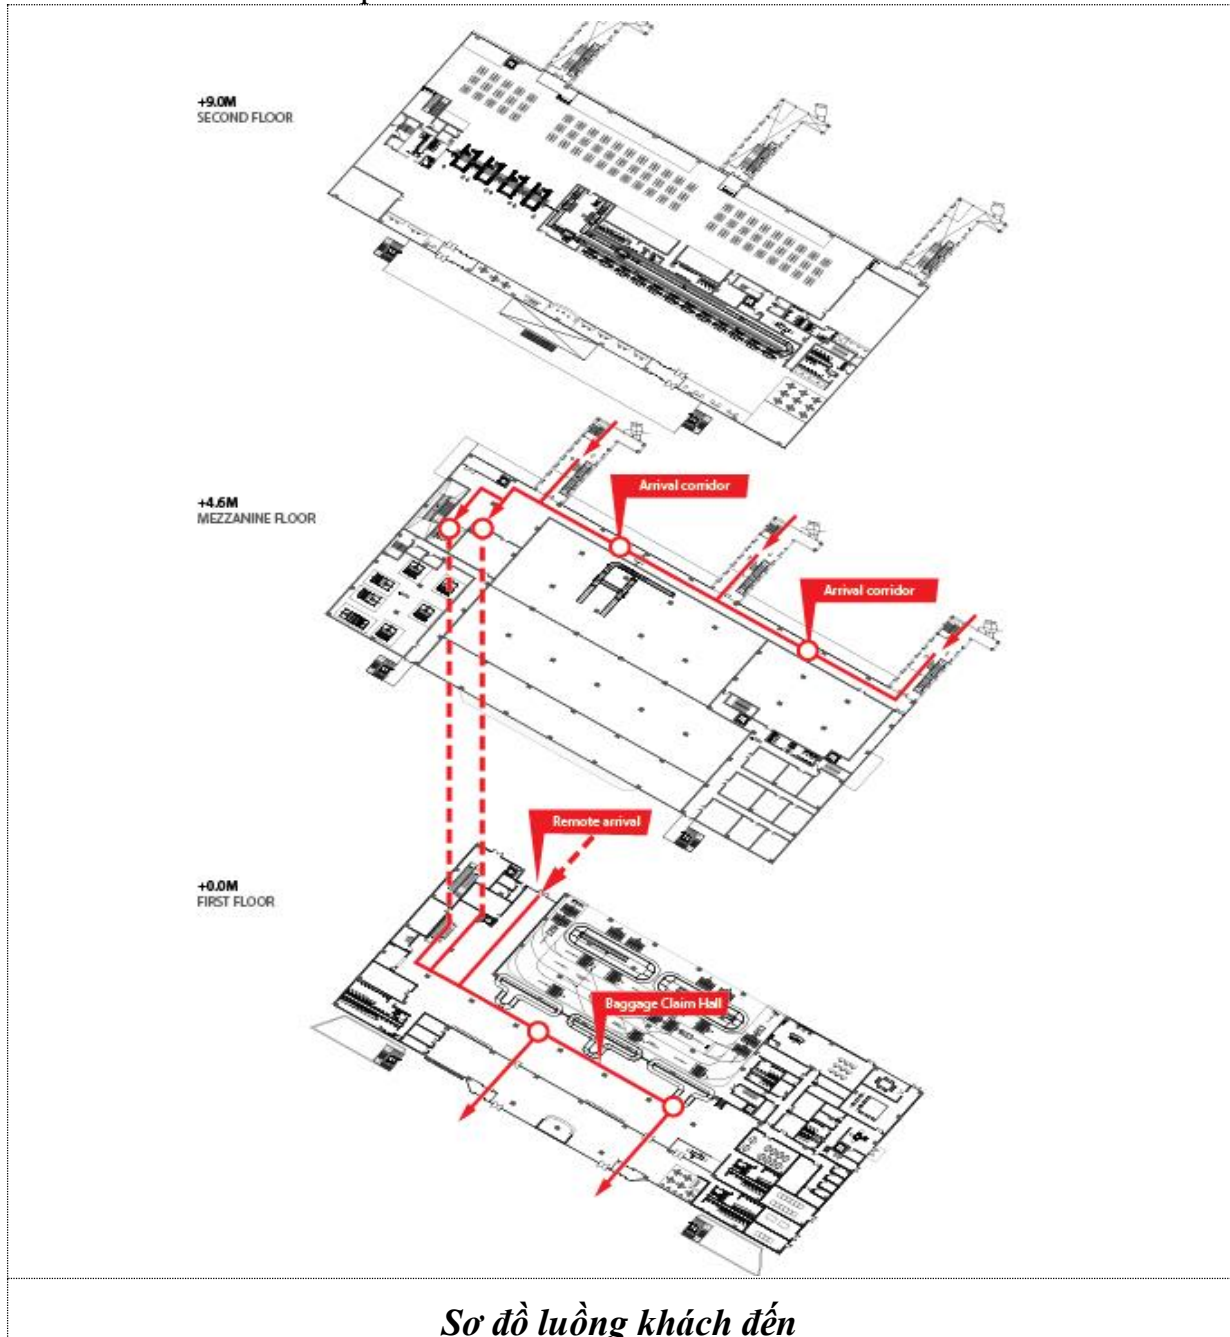 +9.0M
SECOND FLOOR
Arrival corridor
+4.6M
MEZZANINE FLOOR
Arrival corridor
Remote arrival
+0.0M
FIRST FLOOR
Baggage Claim Hall
Sơ đồ luồng khách đến